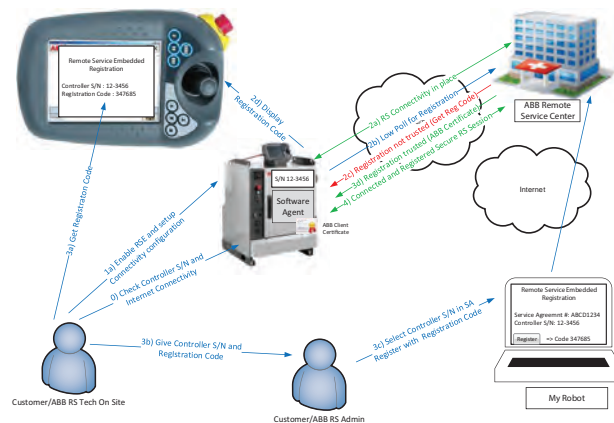 Remote Service Embedded
Registration
Controller S/N : 12-3456
Registration Code : 347685
2d) Display
Registration Code
2a) RS Connectivity in place
2b) Low Poll for Registration
2c) Registration not trusted (Get Reg Code)
3d) Registration trusted (ABB Certificate)
4) Connected and Registered Secure RS Session
ABB Remote
Service Center
Internet
S/N 12-3456
Software
Agent
ABB Client
Certificate
3a) Get Registration Code
1a) Enable RSE and setup
Connectivity configuration
0) Check Controller S/N and
Internet Connectivity
3b) Give Controller S/N and
Registration Code
3c) Select Controller S/N in SA
Register with Registration Code
Remote Service Embedded
Registration
Service Agreemnt #: ABCD1234
Controller S/N: 12-3456
Register => Code 347685
My Robot
Customer/ABB RS Tech On Site
Customer/ABB RS Admin